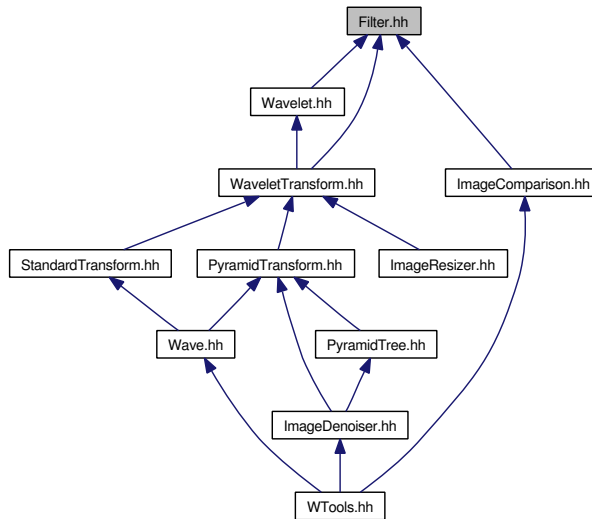 Filter.hh
Wavelet.hh
WaveletTransform.hh
ImageComparison.hh
StandardTransform.hh
PyramidTransform.hh
ImageResizer.hh
Wave.hh
PyramidTree.hh
ImageDenoiser.hh
WTools.hh